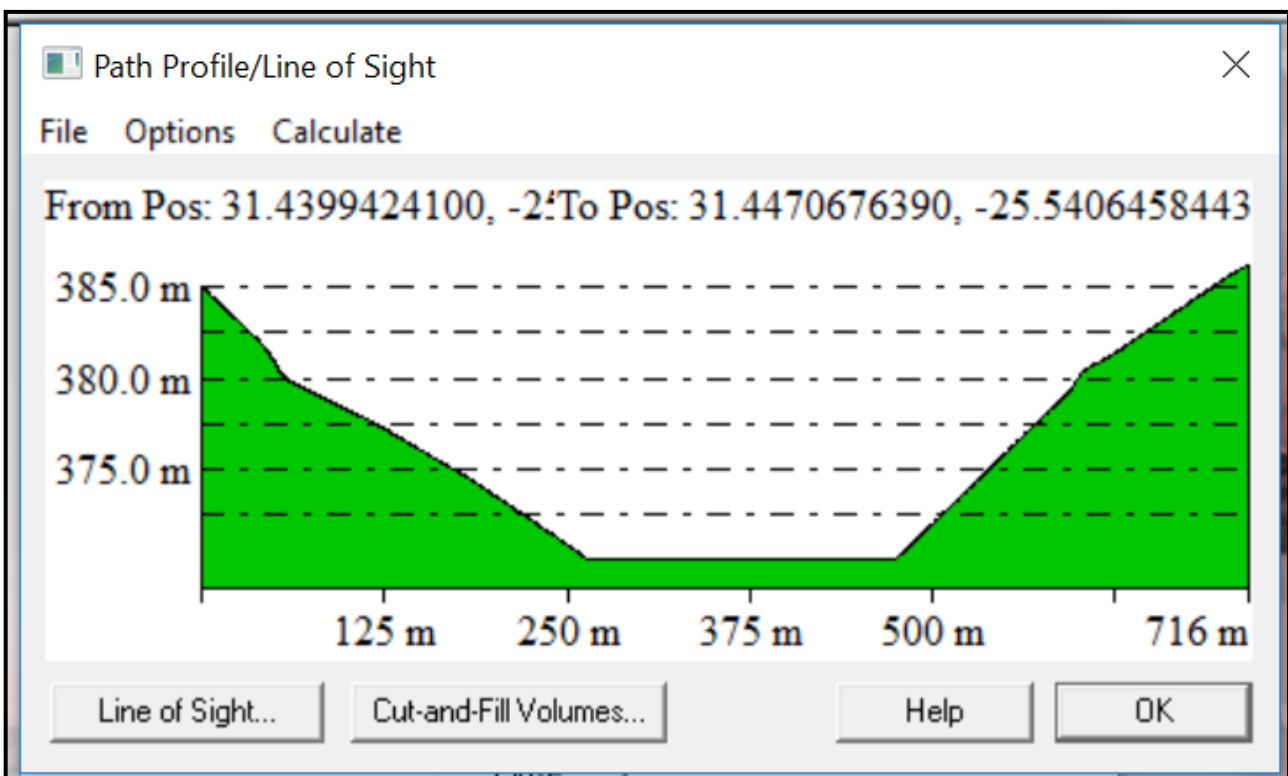 Path Profile/Line of Sight
File Options Calculate
From Pos: 31.4399424100, -25 To Pos: 31.4470676390, -25.5406458443
385.0 m
380.0 m
375.0 m
125 m 250 m 375 m 500 m 716 m
Line of Sight... Cut-and-Fill Volumes... Help OK